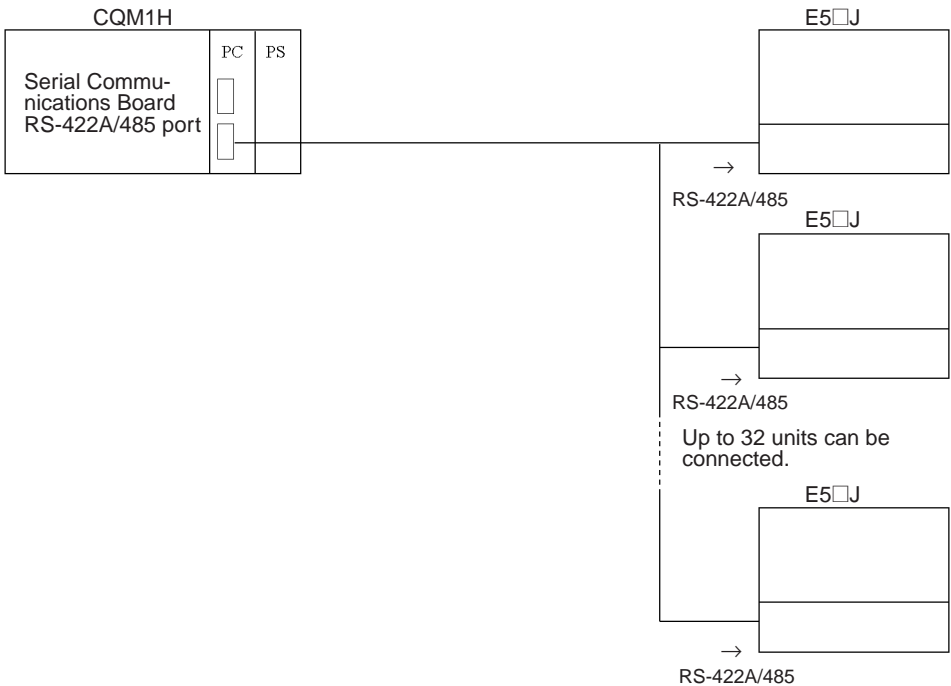 CQM1H
PC
PS
Serial Commu-
nications Board
RS-422A/485 port
E5□J
→
RS-422A/485
E5□J
→
RS-422A/485
Up to 32 units can be
connected.
E5□J
→
RS-422A/485